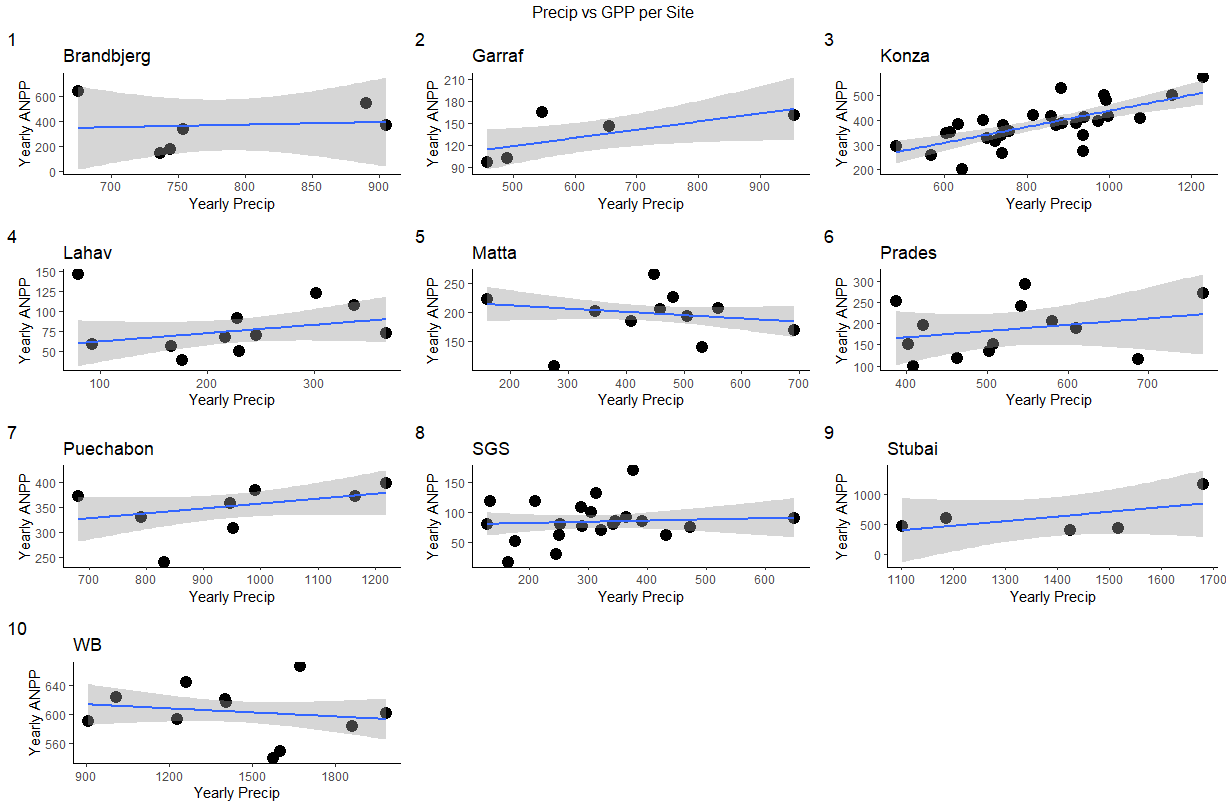 Precip vs GPP per Site
1
Brandbjerg
Yearly ANPP
600
400
200
0
700 750 800 850 900
Yearly Precip
2
Garraf
Yearly ANPP
210
180
150
120
90
500 600 700 800 900
Yearly Precip
3
Konza
Yearly ANPP
500
400
300
200
600 800 1000 1200
Yearly Precip
4
Lahav
Yearly ANPP
150
125
100
75
50
100 200 300
Yearly Precip
5
Matta
Yearly ANPP
250
200
150
200 300 400 500 600 700
Yearly Precip
6
Prades
Yearly ANPP
300
250
200
150
100
400 500 600 700
Yearly Precip
7
Puechabon
Yearly ANPP
400
350
300
250
700 800 900 1000 1100 1200
Yearly Precip
8
SGS
Yearly ANPP
150
100
50
200 300 400 500 600
Yearly Precip
9
Stubai
Yearly ANPP
1000
500
0
1100 1200 1300 1400 1500 1600 1700
Yearly Precip
10
WB
Yearly ANPP
640
600
560
900 1200 1500 1800
Yearly Precip